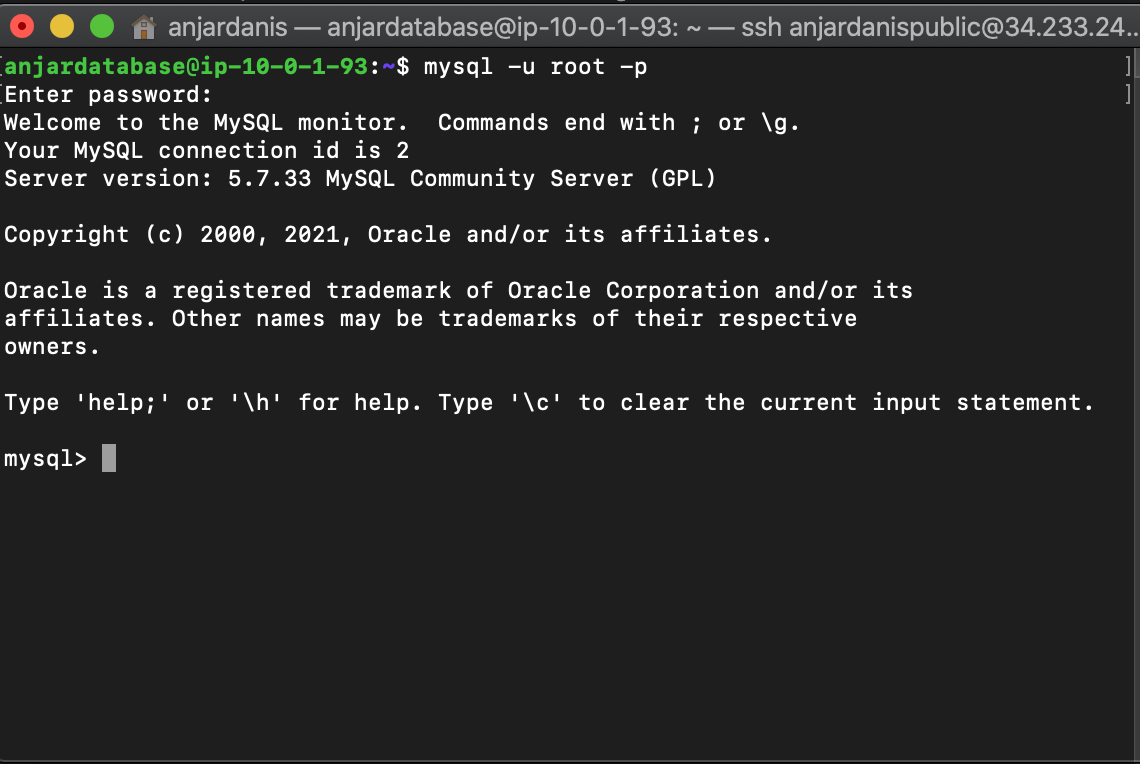 anjardanis — anjardatabase@ip-10-0-1-93: ~ — ssh anjardanispublic@34.233.24...
[anjardatabase@ip-10-0-1-93:~$ mysql -u root -p ]
[Enter password: ]
Welcome to the MySQL monitor.  Commands end with ; or \g.
Your MySQL connection id is 2
Server version: 5.7.33 MySQL Community Server (GPL)
Copyright (c) 2000, 2021, Oracle and/or its affiliates.
Oracle is a registered trademark of Oracle Corporation and/or its
affiliates. Other names may be trademarks of their respective
owners.
Type 'help;' or '\h' for help. Type '\c' to clear the current input statement.
mysql>